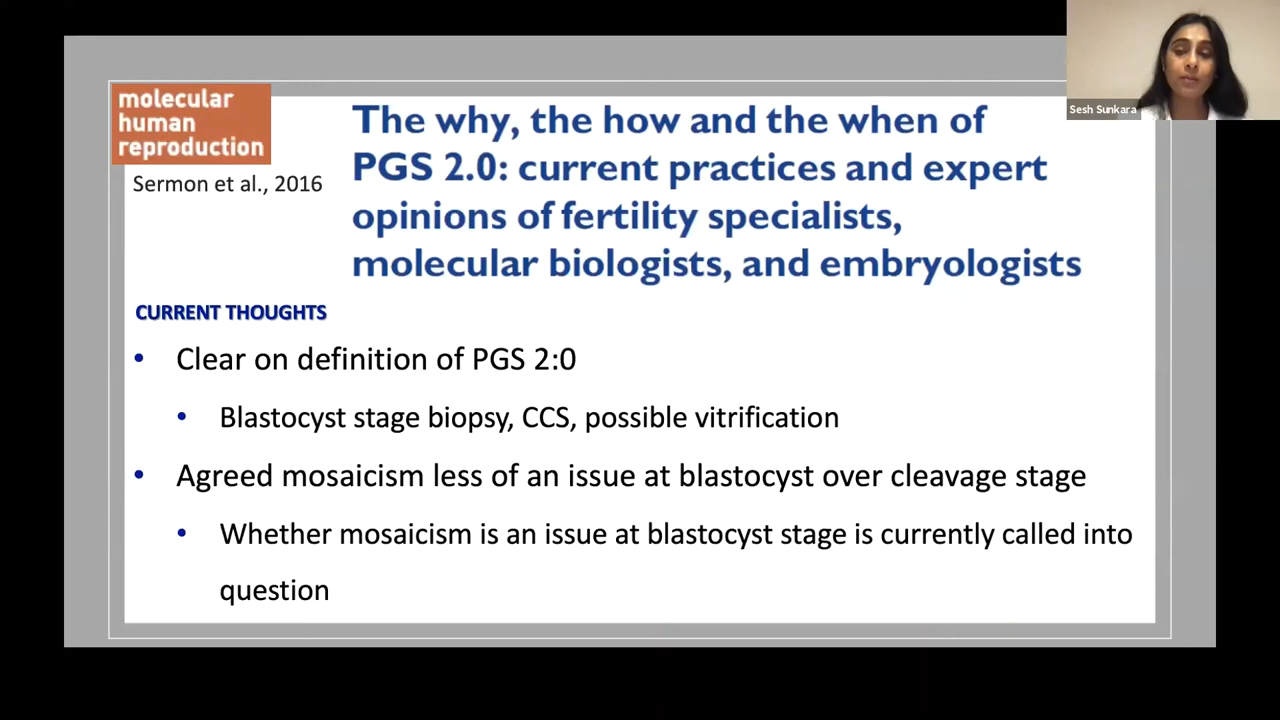 molecular
human
reproduction
Sermon et al., 2016
The why, the how and the when of
PGS 2.0: current practices and expert
opinions of fertility specialists,
molecular biologists, and embryologists
CURRENT THOUGHTS
• Clear on definition of PGS 2:0
• Blastocyst stage biopsy, CCS, possible vitrification
• Agreed mosaicism less of an issue at blastocyst over cleavage stage
• Whether mosaicism is an issue at blastocyst stage is currently called into
question
Sesh Sunkara